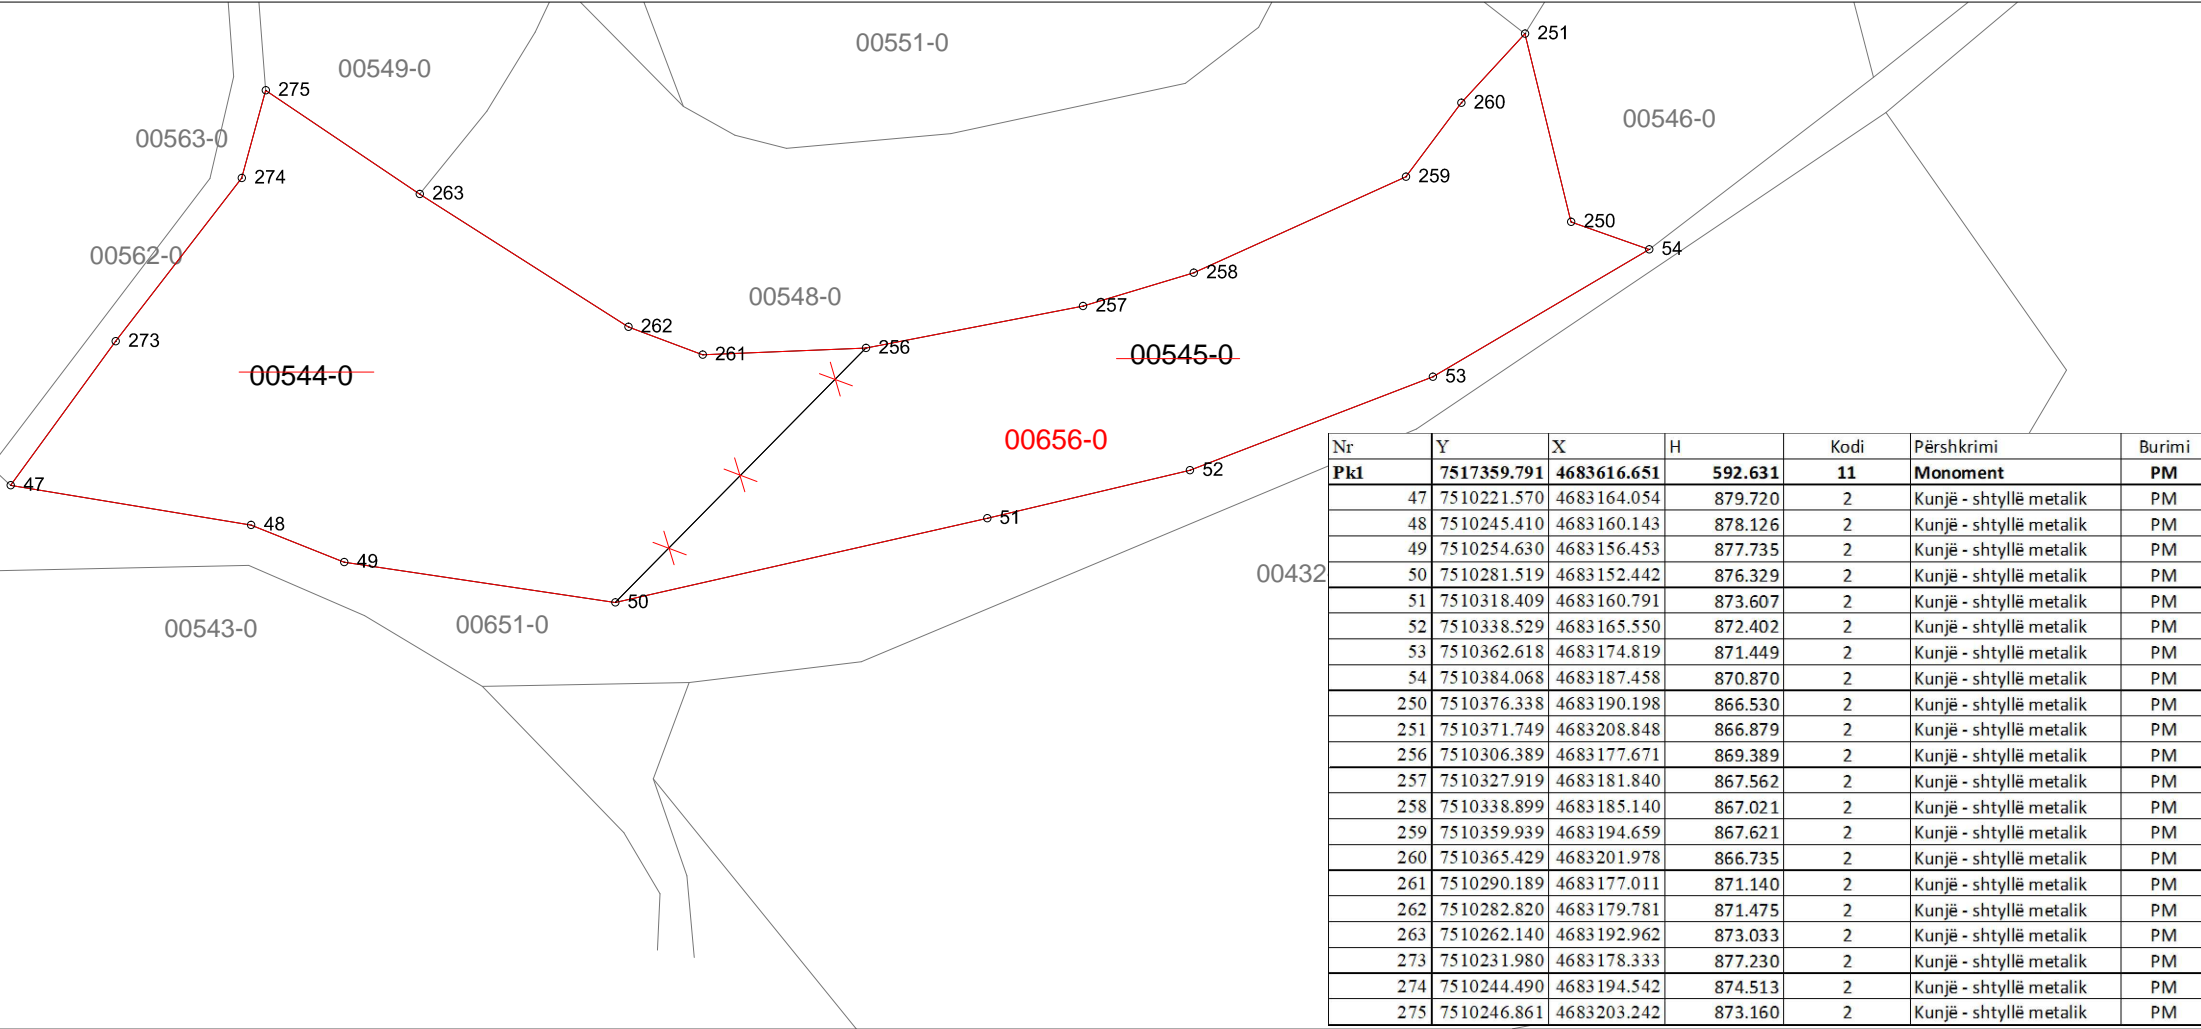 251
00551-0
00549-0
275
260
00546-0
00563-0
274
259
263
250
54
00562-0
258
00548-0
257
262
273
256
261
00545-0
00544-0
53
00656-0
52
47
51
48
49
00432
50
00651-0
00543-0
Nr Y X H Kodi Përshkrimi Burimi
Pk1 7517359.791 4683616.651 592.631 11 Monoment PM
47 7510221.570 4683164.054 879.720 2 Kunjë - shtyllë metalik PM
48 7510245.410 4683160.143 878.126 2 Kunjë - shtyllë metalik PM
49 7510254.630 4683156.453 877.735 2 Kunjë - shtyllë metalik PM
50 7510281.519 4683152.442 876.329 2 Kunjë - shtyllë metalik PM
51 7510318.409 4683160.791 873.607 2 Kunjë - shtyllë metalik PM
52 7510338.529 4683165.550 872.402 2 Kunjë - shtyllë metalik PM
53 7510362.618 4683174.819 871.449 2 Kunjë - shtyllë metalik PM
54 7510384.068 4683187.458 870.870 2 Kunjë - shtyllë metalik PM
250 7510376.338 4683190.198 866.530 2 Kunjë - shtyllë metalik PM
251 7510371.749 4683208.848 866.879 2 Kunjë - shtyllë metalik PM
256 7510306.389 4683177.671 869.389 2 Kunjë - shtyllë metalik PM
257 7510327.919 4683181.840 867.562 2 Kunjë - shtyllë metalik PM
258 7510338.899 4683185.140 867.021 2 Kunjë - shtyllë metalik PM
259 7510359.939 4683194.659 867.621 2 Kunjë - shtyllë metalik PM
260 7510365.429 4683201.978 866.735 2 Kunjë - shtyllë metalik PM
261 7510290.189 4683177.011 871.140 2 Kunjë - shtyllë metalik PM
262 7510282.820 4683179.781 871.475 2 Kunjë - shtyllë metalik PM
263 7510262.140 4683192.962 873.033 2 Kunjë - shtyllë metalik PM
273 7510231.980 4683178.333 877.230 2 Kunjë - shtyllë metalik PM
274 7510244.490 4683194.542 874.513 2 Kunjë - shtyllë metalik PM
275 7510246.861 4683203.242 873.160 2 Kunjë - shtyllë metalik PM